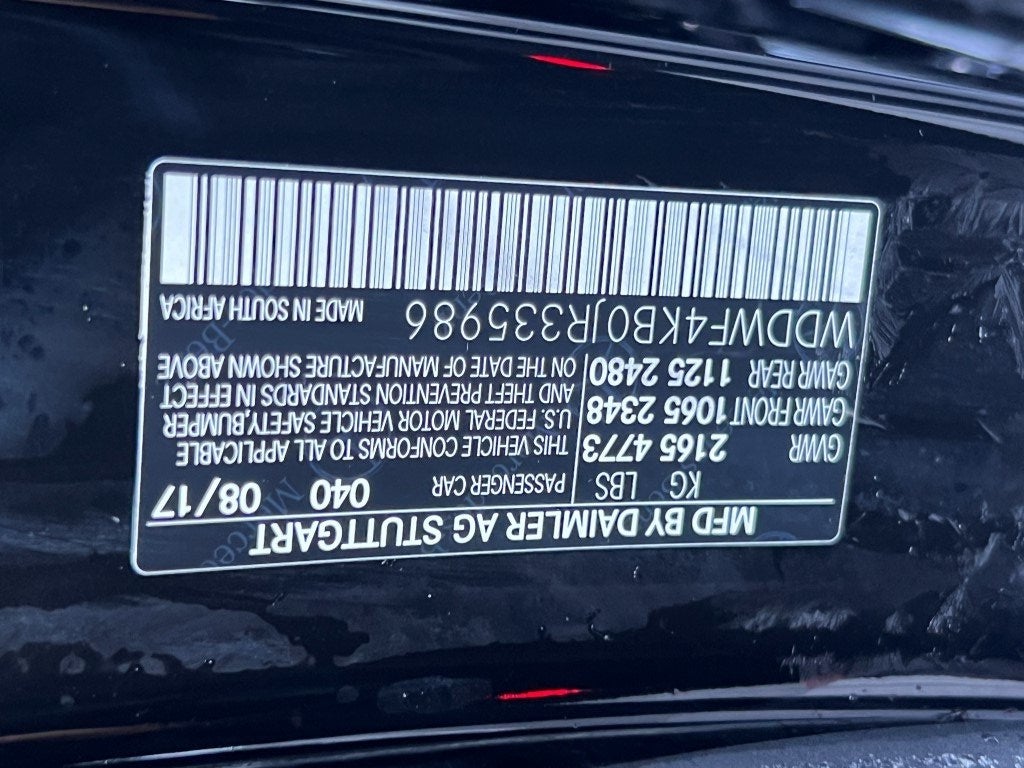 MFD BY DAIMLER AG STUTTGART
KG LBS PASSENGER CAR 040 08/17
GVWR 2165 4773 THIS VEHICLE CONFORMS TO ALL APPLICABLE
GAWR FRONT 1065 2348 U.S. FEDERAL MOTOR VEHICLE SAFETY,BUMPER
AND THEFT PREVENTION STANDARDS IN EFFECT
GAWR REAR 1125 2480 ON THE DATE OF MANUFACTURE SHOWN ABOVE
WDDWF4KB0JR335986 MADE IN SOUTH AFRICA